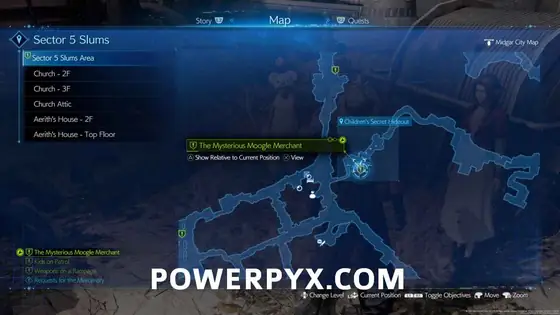 Story
Map
Quests
Sector 5 Slums
Midgar City Map
Sector 5 Slums Area
Church - 2F
Church - 3F
Church Attic
Aerith's House - 2F
Aerith's House - Top Floor
Children's Secret Hideout
The Mysterious Moogle Merchant
Show Relative to Current Position
View
The Mysterious Moogle Merchant
Kids on Patrol
Weapons on a Rampage
Requests for the Mercenary
POWERPYX.COM
Change Level
Current Position
Toggle Objectives
Move
Zoom